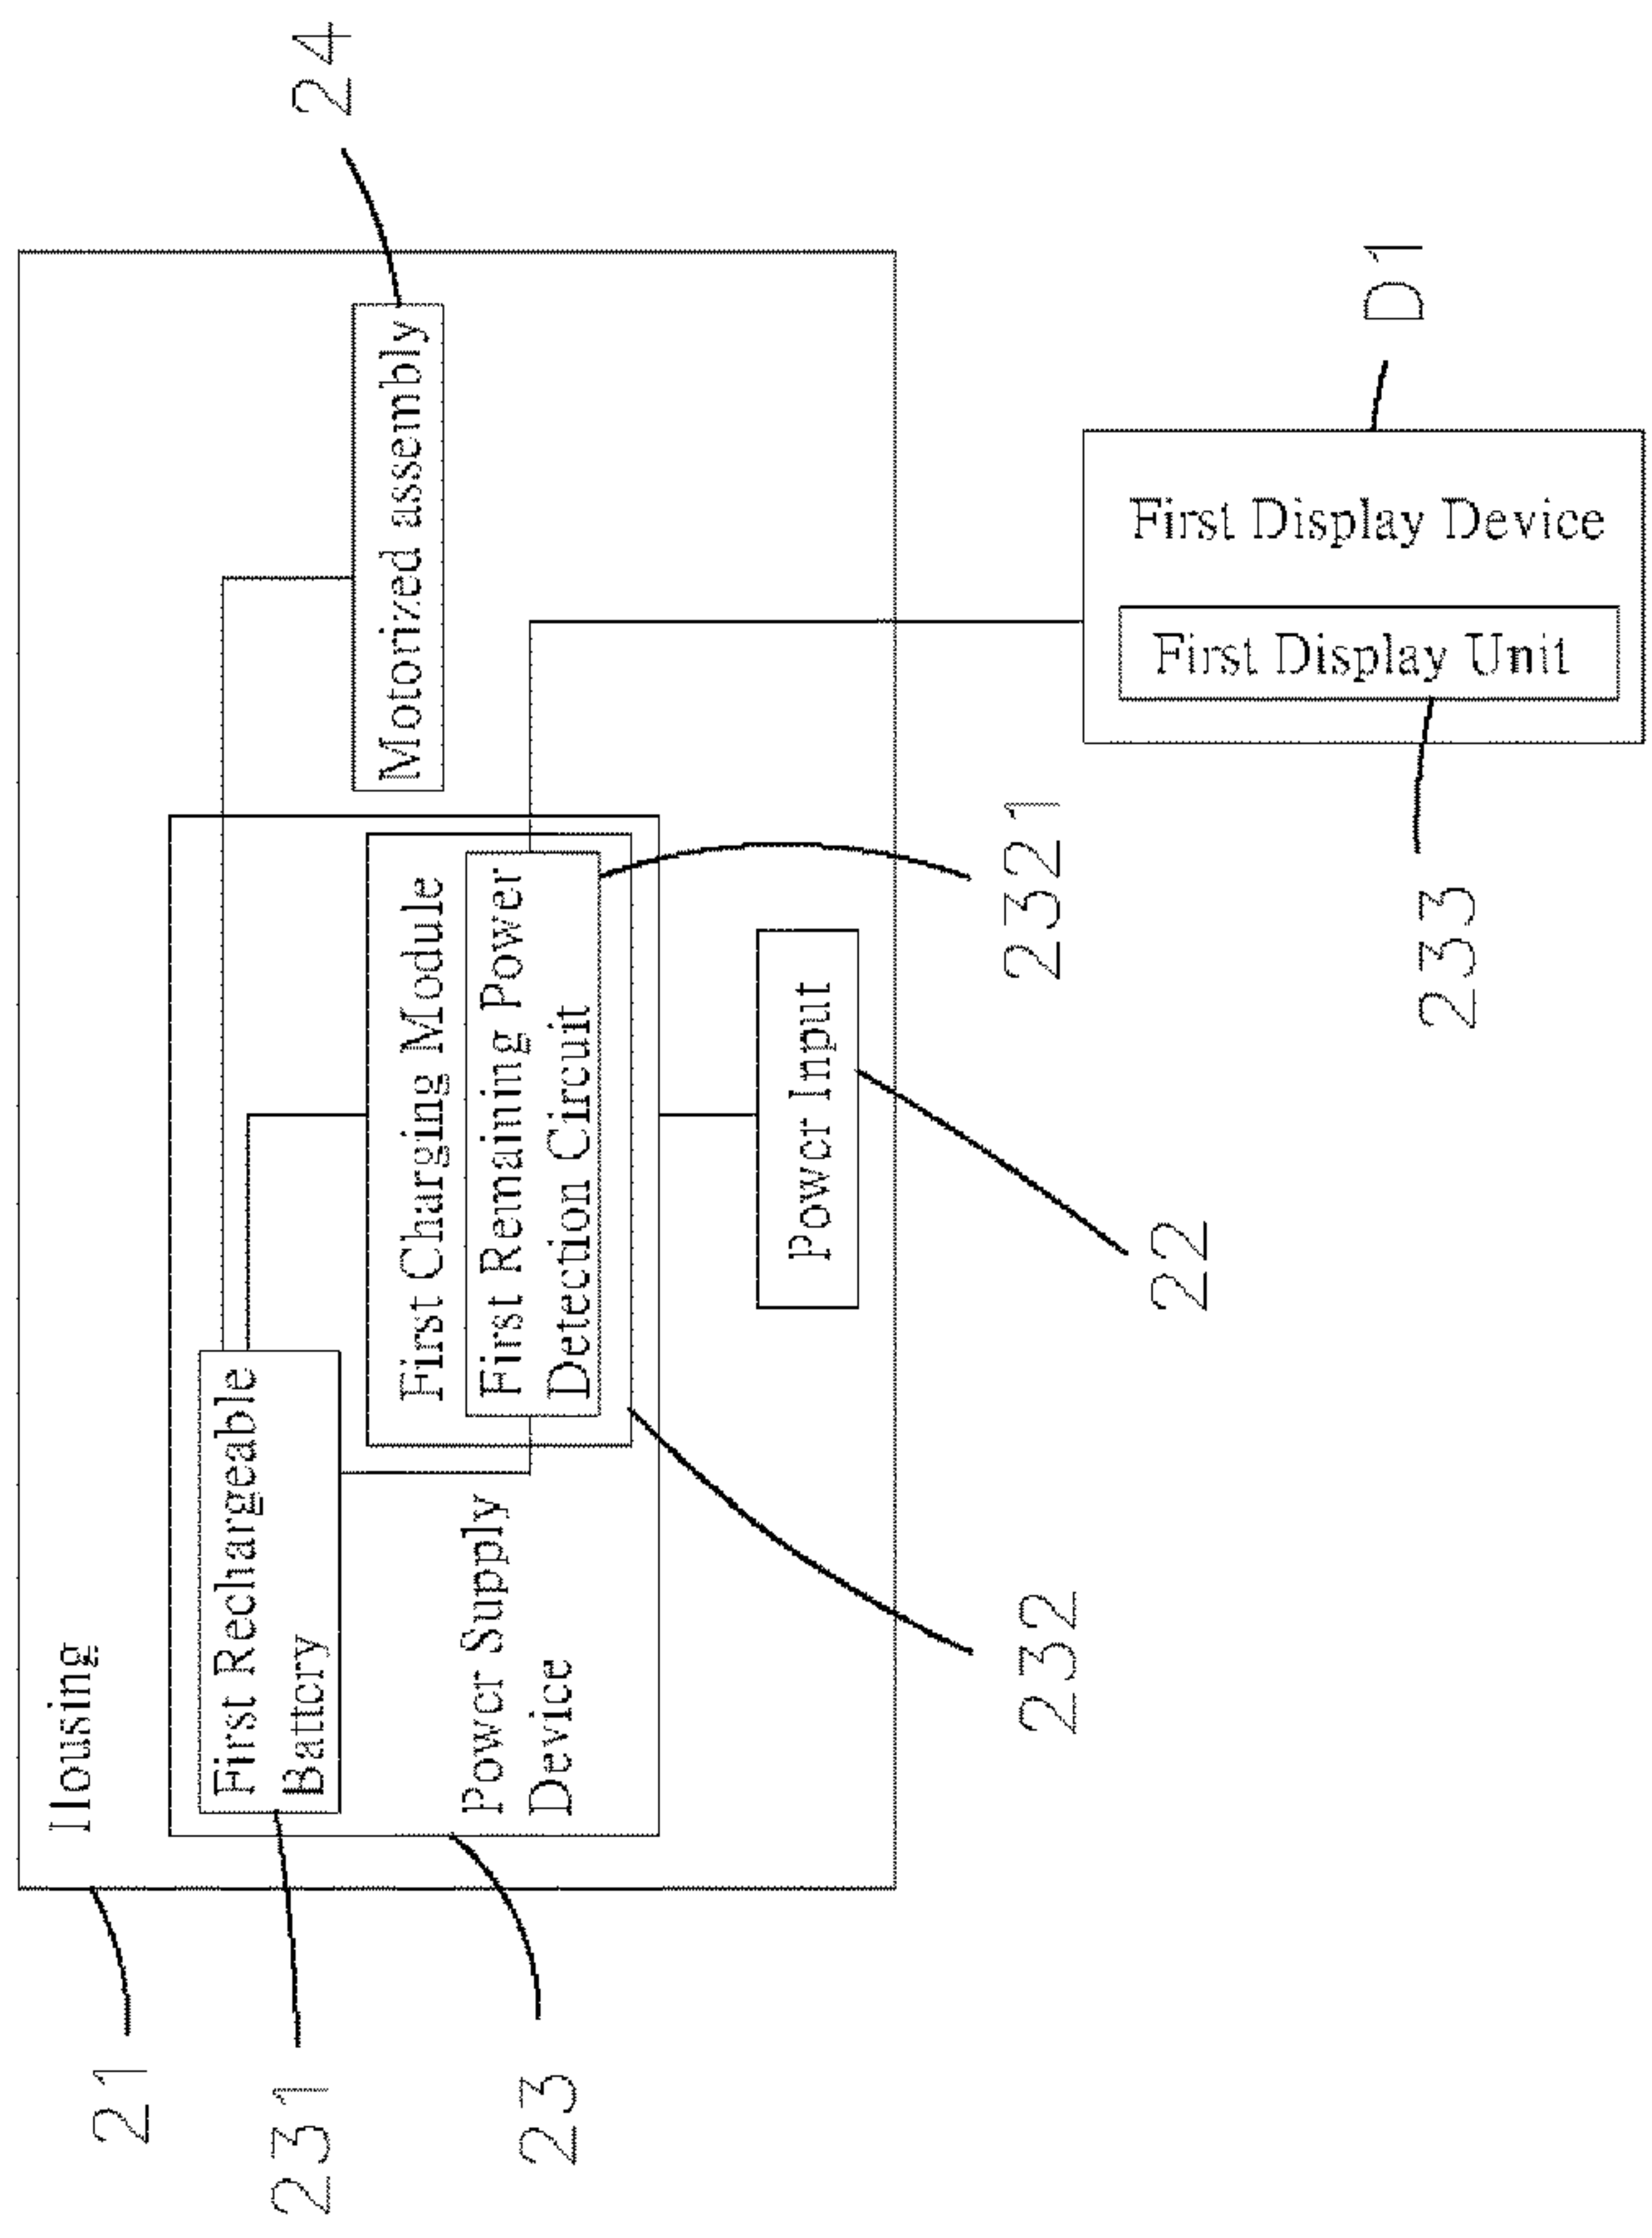 Housing
First Rechargeable
Battery
Power Supply
Device
First Charging Module
First Remaining Power
Detection Circuit
Power Input
Motorized assembly
First Display Device
First Display Unit
21
231
23
232
22
2321
233
D1
24